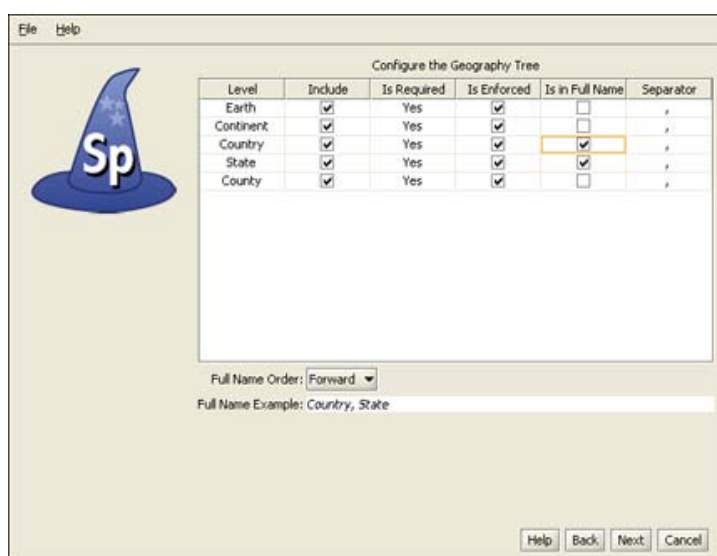 File Help
Configure the Geography Tree
Sp
Level Include Is Required Is Enforced Is in Full Name Separator
Earth Yes ,
Continent Yes ,
Country Yes ,
State Yes ,
County Yes ,
Full Name Order: Forward
Full Name Example: Country, State
Help Back Next Cancel